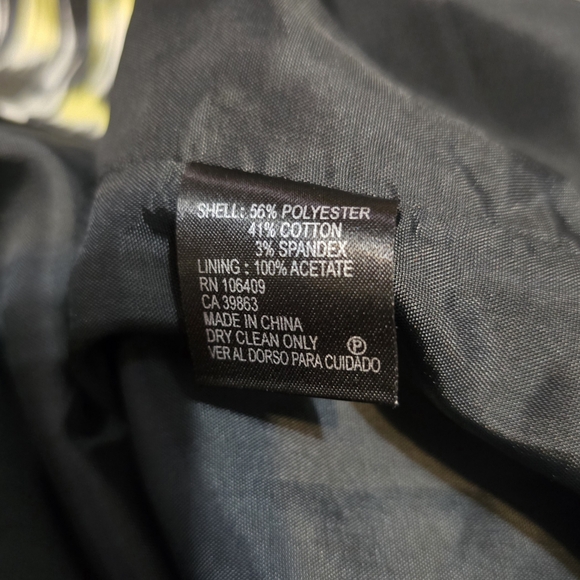 SHELL: 56% POLYESTER
41% COTTON
3% SPANDEX
LINING : 100% ACETATE
RN 106409
CA 39863
MADE IN CHINA
DRY CLEAN ONLY Ⓟ
VER AL DORSO PARA CUIDADO